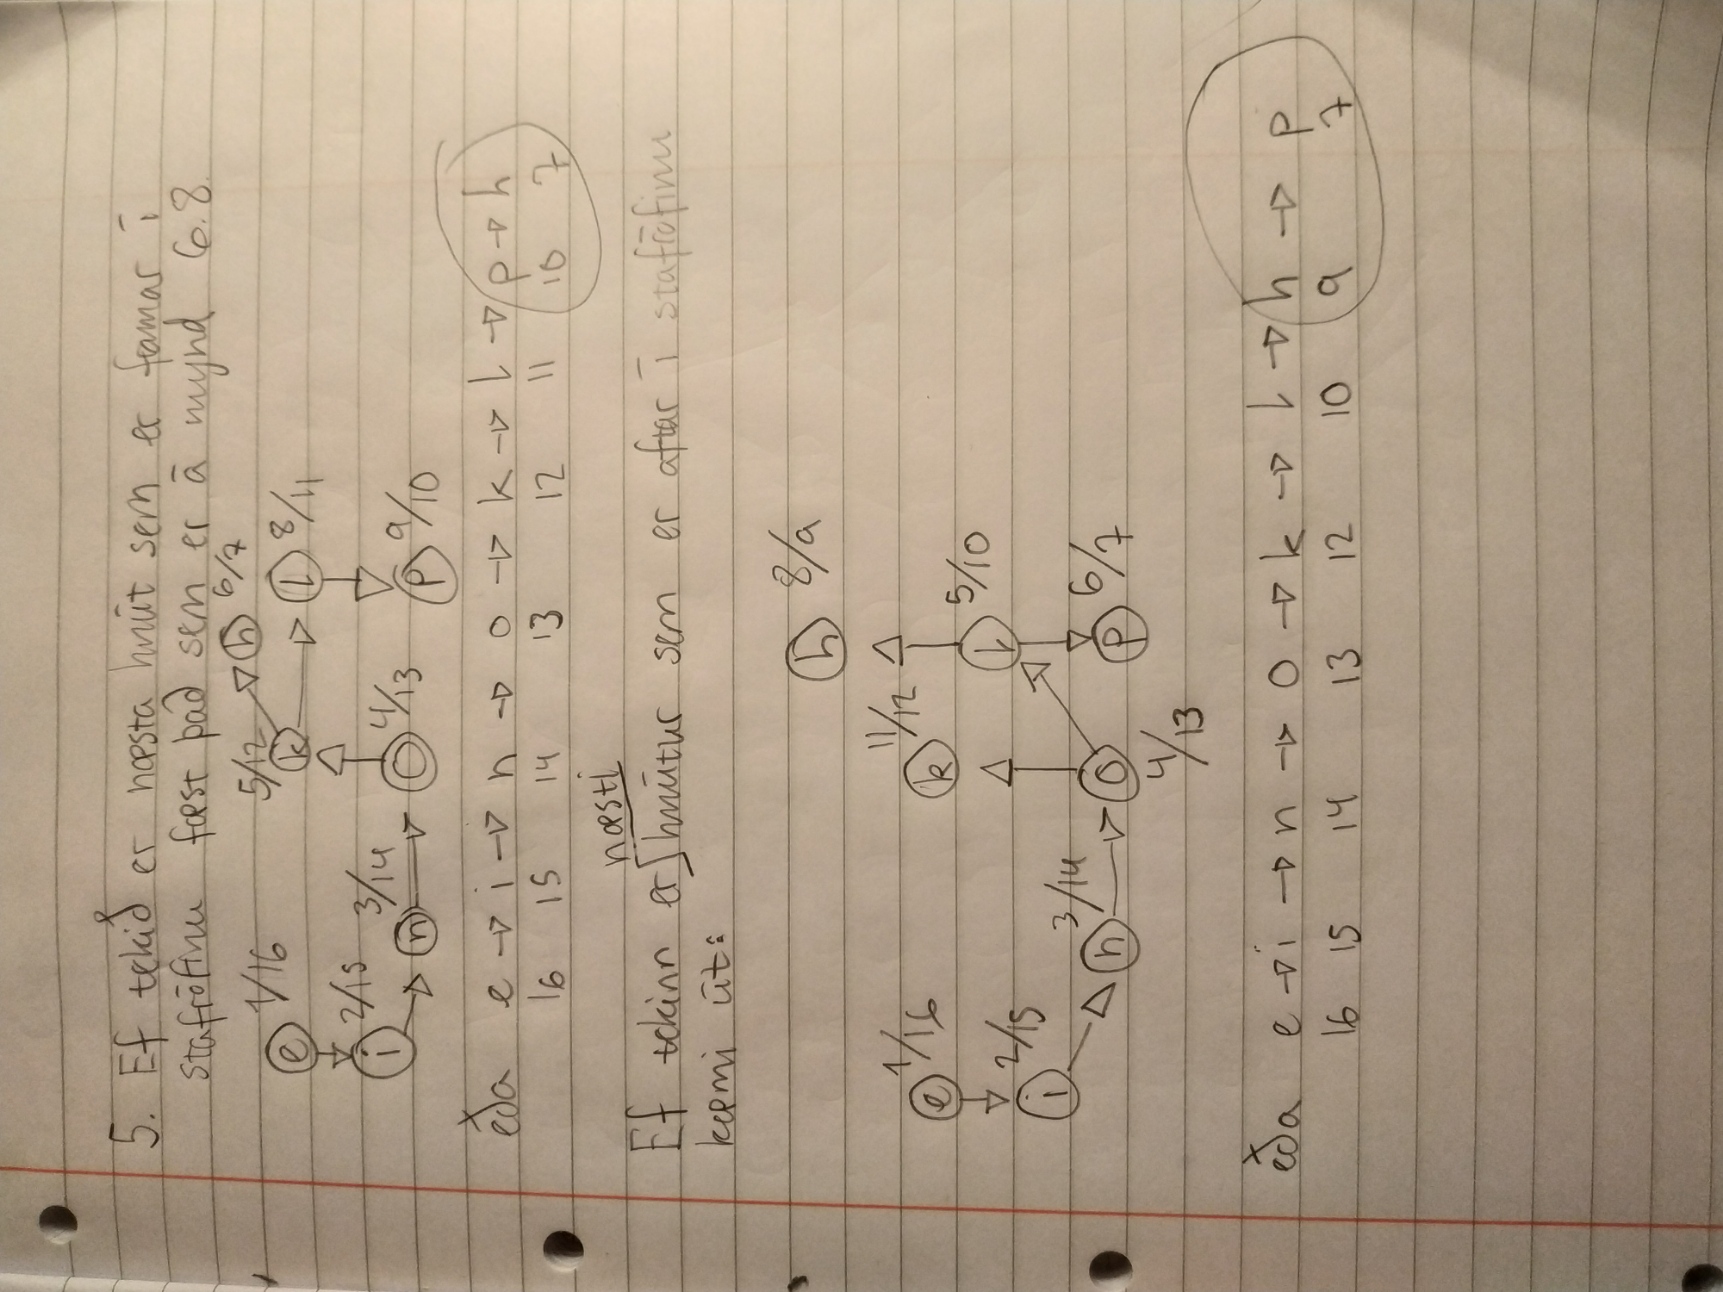 5. Ef tekið er næsta hnút sem er framar í
stafrófinu fæst það sem er á mynd 6.8.
e 1/16
i 2/15
n 3/14
o 4/13
k 5/12
h 6/7
l 8/11
p 9/10
eða e → i → n → o → k → l → p → h
16 15 14 13 12 11 10 7
næsti
Ef tekinn er hnútur sem er aftar í stafrófinu
kæmi út:
h 8/9
e 1/16
k 11/12
l 5/10
i 2/15
n 3/14
o 4/13
p 6/7
eða e → i → n → o → k → l → h → p
16 15 14 13 12 10 9 7